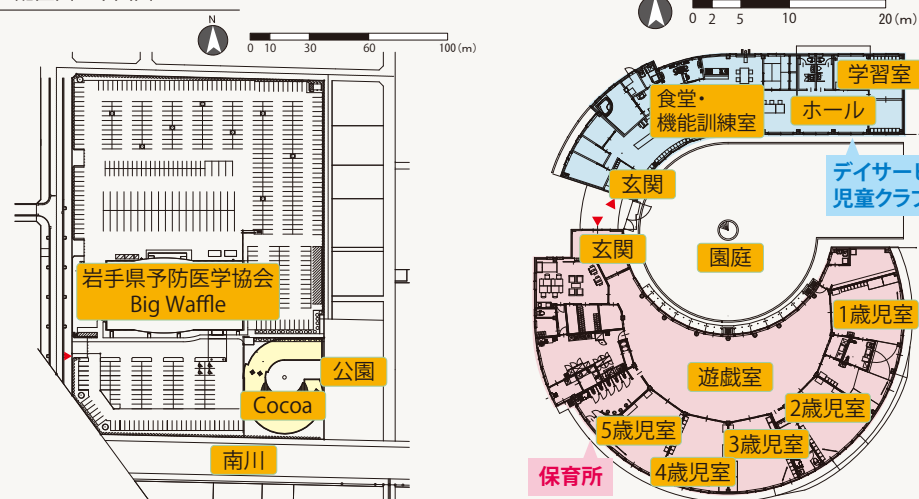 N
0 10 30 60 100(m)
岩手県予防医学協会
Big Waffle
公園
Cocoa
南川
0 2 5 10 20(m)
学習室
食堂・
機能訓練室
ホール
デイサービ
児童クラブ
玄関
玄関
園庭
1歳児室
遊戯室
2歳児室
5歳児室
3歳児室
4歳児室
保育所